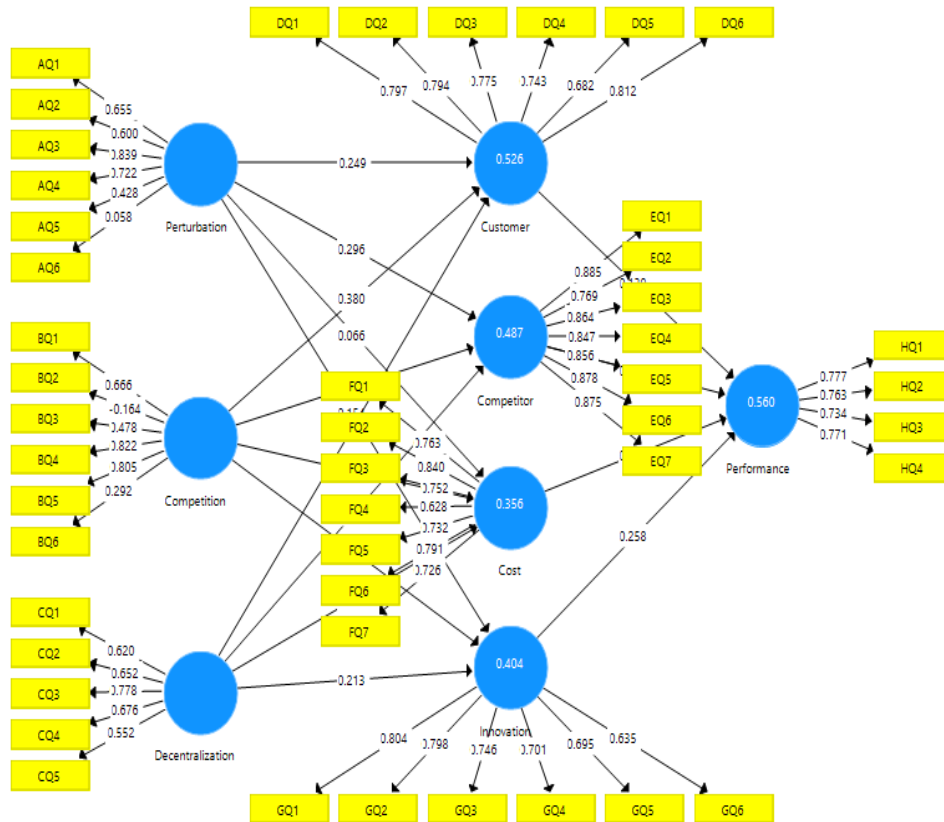 DQ1 DQ2 DQ3 DQ4 DQ5 DQ6
0.797 0.794 0.775 0.743 0.682 0.812
AQ1
AQ2
AQ3
AQ4
AQ5
AQ6
0.655
0.600
0.839
0.722
0.428
0.058
Perturbation
0.249
0.296
0.380
0.066
0.526
Customer
EQ1
EQ2
EQ3
EQ4
EQ5
EQ6
EQ7
0.885
0.769
0.864
0.847
0.856
0.878
0.875
0.487
Competitor
BQ1
BQ2
BQ3
BQ4
BQ5
BQ6
0.666
-0.164
0.478
0.822
0.805
0.292
Competition
FQ1
FQ2
FQ3
FQ4
FQ5
FQ6
FQ7
0.763
0.840
0.752
0.628
0.732
0.791
0.726
0.356
Cost
HQ1
HQ2
HQ3
HQ4
0.777
0.763
0.734
0.771
0.560
Performance
0.258
CQ1
CQ2
CQ3
CQ4
CQ5
0.620
0.652
0.778
0.676
0.552
Decentralization
0.213
0.404
Innovation
0.804 0.798 0.746 0.701 0.695 0.635
GQ1 GQ2 GQ3 GQ4 GQ5 GQ6